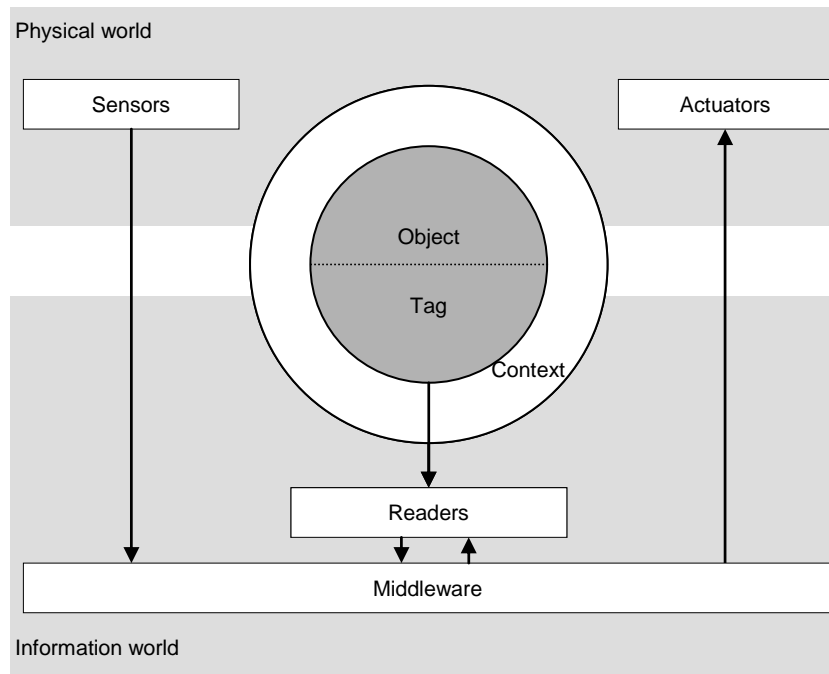 Physical world
Sensors
Actuators
Object
Tag
Context
Readers
Middleware
Information world